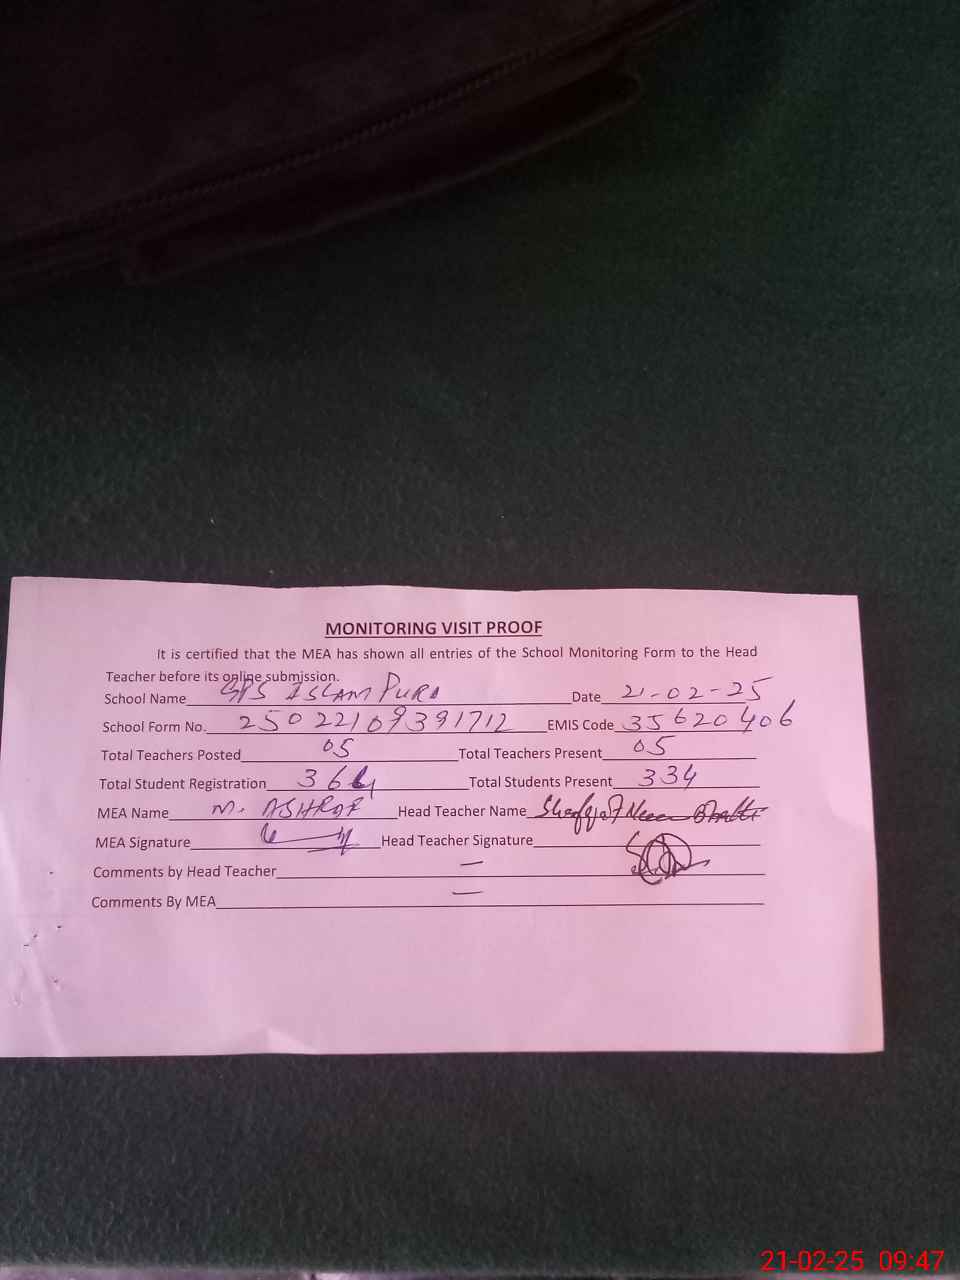 MONITORING VISIT PROOF
It is certified that the MEA has shown all entries of the School Monitoring Form to the Head
Teacher before its online submission.
School Name GPS ISLAM PURA Date 21-02-25
School Form No. 25022109391712 EMIS Code 35620406
Total Teachers Posted 05 Total Teachers Present 05
Total Student Registration 364 Total Students Present 334
MEA Name M. ASHRAF Head Teacher Name Bhatti
MEA Signature Head Teacher Signature
Comments by Head Teacher —
Comments By MEA —
21-02-25 09:47